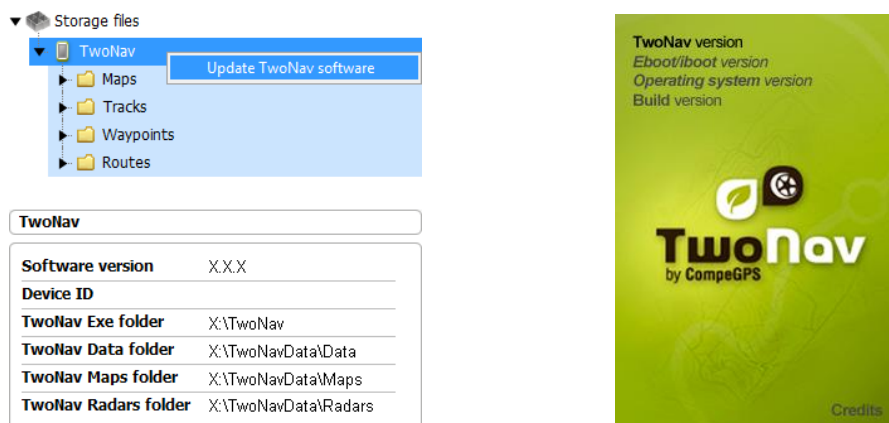 Storage files
TwoNav
Update TwoNav software
Maps
Tracks
Waypoints
Routes
TwoNav
Software version X.X.X
Device ID
TwoNav Exe folder X:\TwoNav
TwoNav Data folder X:\TwoNavData\Data
TwoNav Maps folder X:\TwoNavData\Maps
TwoNav Radars folder X:\TwoNavData\Radars
TwoNav version
Eboot/iboot version
Operating system version
Build version
TwoNav
by CompeGPS
Credits